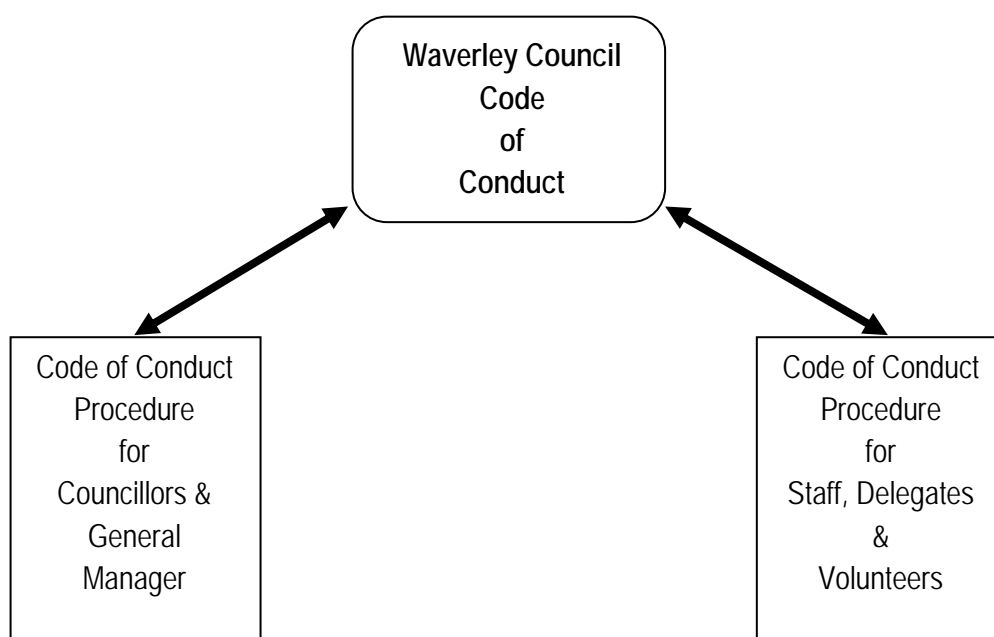 Waverley Council
Code
of
Conduct
Code of Conduct
Procedure
for
Councillors &
General
Manager
Code of Conduct
Procedure
for
Staff, Delegates
&
Volunteers